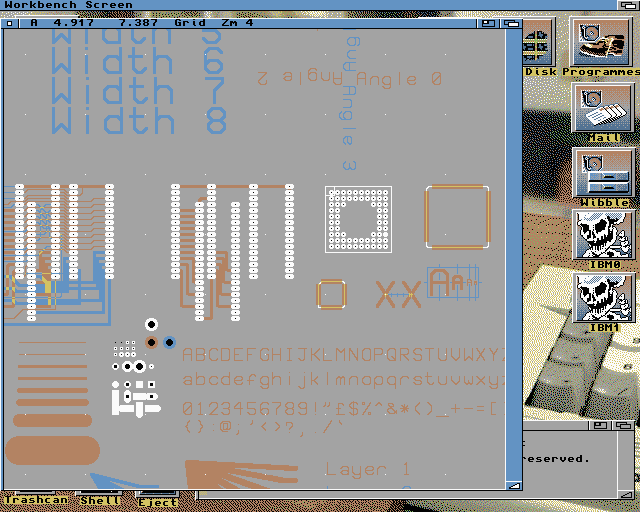 Workbench Screen
A 4.917 7.387 Grid Zm 4
Width 5
Width 6
Width 7
Width 8
Angle 0
Angle 2
Angle 3
XX
Disk
Programmes
Mail
Wibble
IBM0
IBM1
ABCDEFGHIJKLMNOPQRSTUVWXYZ
abcdefghijklmnopqrstuvwxyz
0123456789!"£$%^&*()_+-=[
{}:@,'<>?,./\
Layer 1
reserved.
Trashcan
Shell
Eject